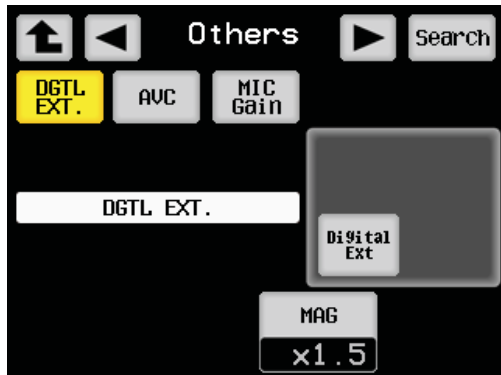 Others
Search
DGTL
EXT.
AVC
MIC
Gain
DGTL EXT.
Digital
Ext
MAG
x1.5